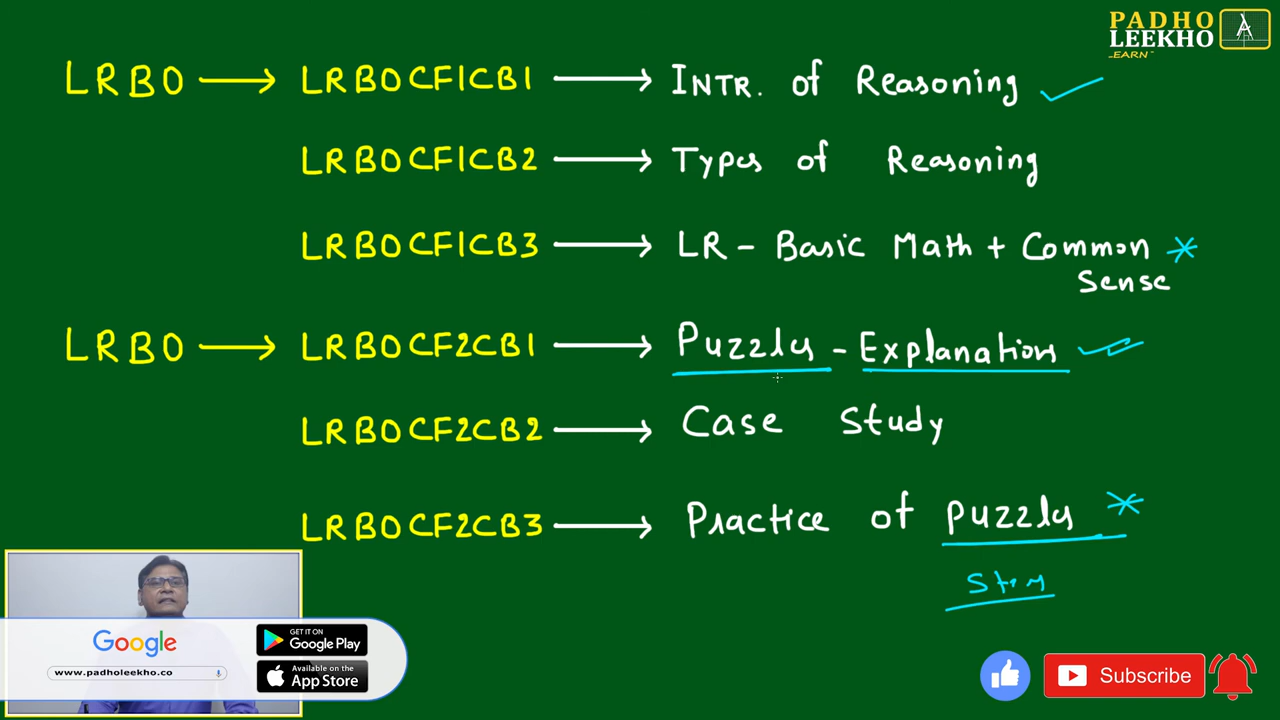 PADHO
LEEKHO
EARN
LRBO → LRBOCF1CB1 → INTR. of Reasoning
LRBOCF1CB2 → Types of Reasoning
LRBOCF1CB3 → LR - Basic Math + Common
Sense
LRBO → LRBOCF2CB1 → Puzzly - Explanation
LRBOCF2CB2 → Case Study
LRBOCF2CB3 → Practice of puzzly
Google
www.padholeekho.co
GET IT ON
Google Play
Available on the
App Store
Subscribe